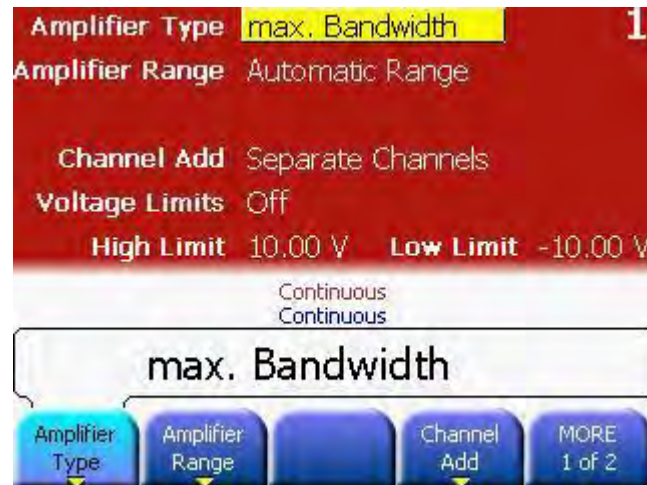 Amplifier Type max. Bandwidth 1
Amplifier Range Automatic Range
Channel Add Separate Channels
Voltage Limits Off
High Limit 10.00 V Low Limit -10.00 V
Continuous
Continuous
max. Bandwidth
Amplifier Type
Amplifier Range
Channel Add
MORE 1 of 2